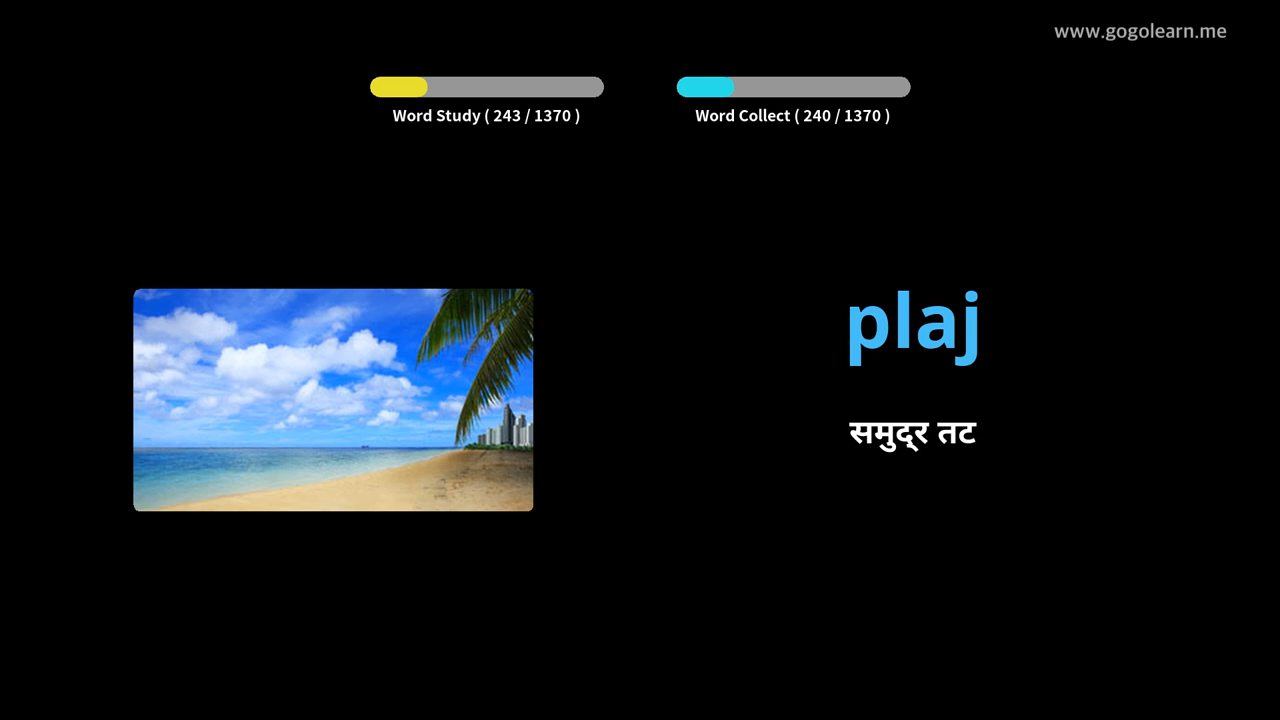 www.gogolearn.me
Word Study ( 243 / 1370 )
Word Collect ( 240 / 1370 )
plaj
समुद्र तट